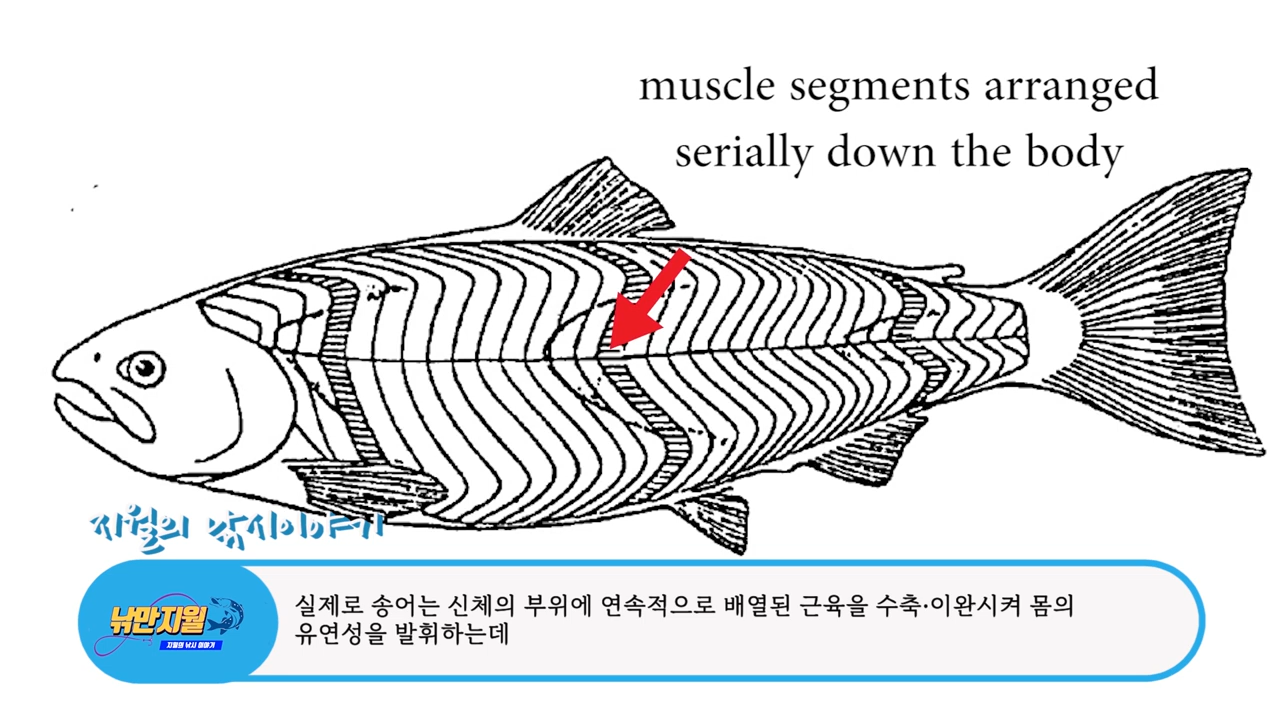 muscle segments arranged
serially down the body
지월의 낚시이야기
낚만지월
지월의 낚시 이야기
실제로 송어는 신체의 부위에 연속적으로 배열된 근육을 수축·이완시켜 몸의
유연성을 발휘하는데